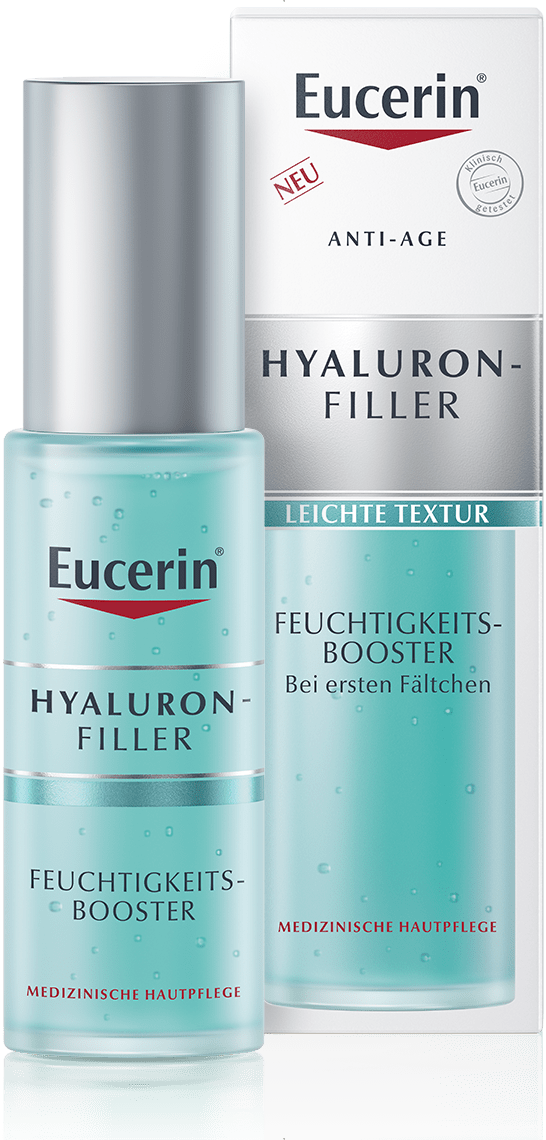 Eucerin®
NEU
Klinisch
Eucerin
getestet
ANTI-AGE
HYALURON-
FILLER
LEICHTE TEXTUR
FEUCHTIGKEITS-
BOOSTER
Bei ersten Fältchen
MEDIZINISCHE HAUTPFLEGE
Eucerin®
HYALURON-
FILLER
FEUCHTIGKEITS-
BOOSTER
MEDIZINISCHE HAUTPFLEGE